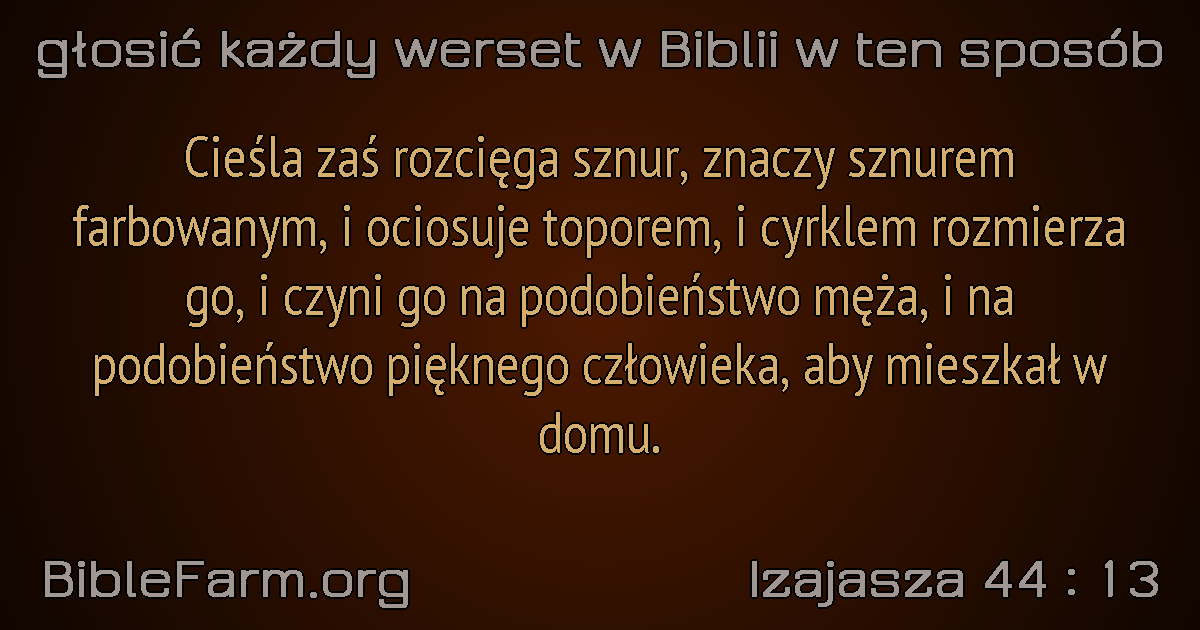 głosić każdy werset w Biblii w ten sposób
Cieśla zaś rozcięga sznur, znaczy sznurem
farbowanym, i ociosuje toporem, i cyrklem rozmierza
go, i czyni go na podobieństwo męża, i na
podobieństwo pięknego człowieka, aby mieszkał w
domu.
BibleFarm.org
Izajasza 44 : 13